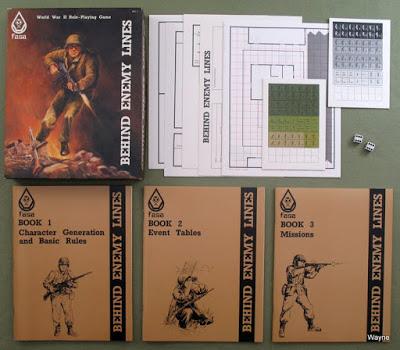 World War II Role-Playing Game
fasa
BEHIND ENEMY LINES
BEHIND ENEMY LINES
fasa
BOOK 1
Character Generation
and Basic Rules
BEHIND ENEMY LINES
fasa
BOOK 2
Event Tables
BEHIND ENEMY LINES
fasa
BOOK 3
Missions
BEHIND ENEMY LINES
Wayne